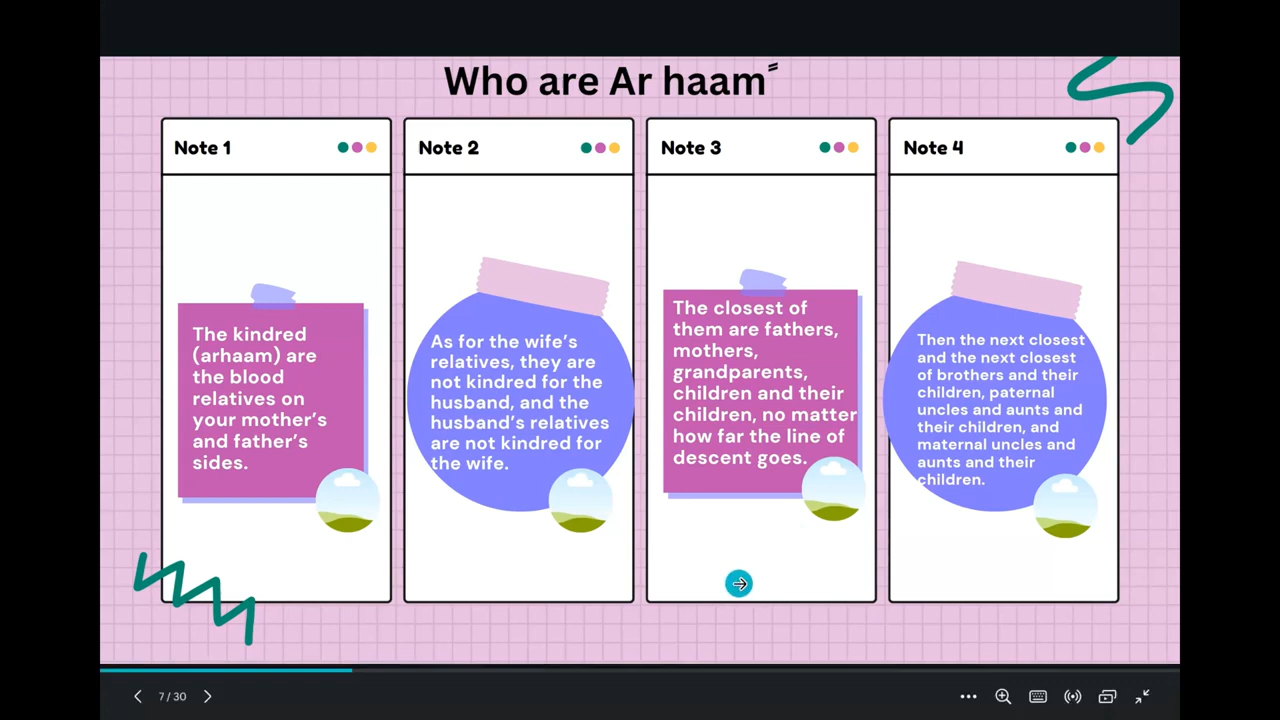 Who are Ar haam
Note 1
The kindred
(arhaam) are
the blood
relatives on
your mother's
and father's
sides.
Note 2
As for the wife's
relatives, they are
not kindred for the
husband, and the
husband's relatives
are not kindred for
the wife.
Note 3
The closest of
them are fathers,
mothers,
grandparents,
children and their
children, no matter
how far the line of
descent goes.
Note 4
Then the next closest
and the next closest
of brothers and their
children, paternal
uncles and aunts and
their children, and
maternal uncles and
aunts and their
children.
7 / 30